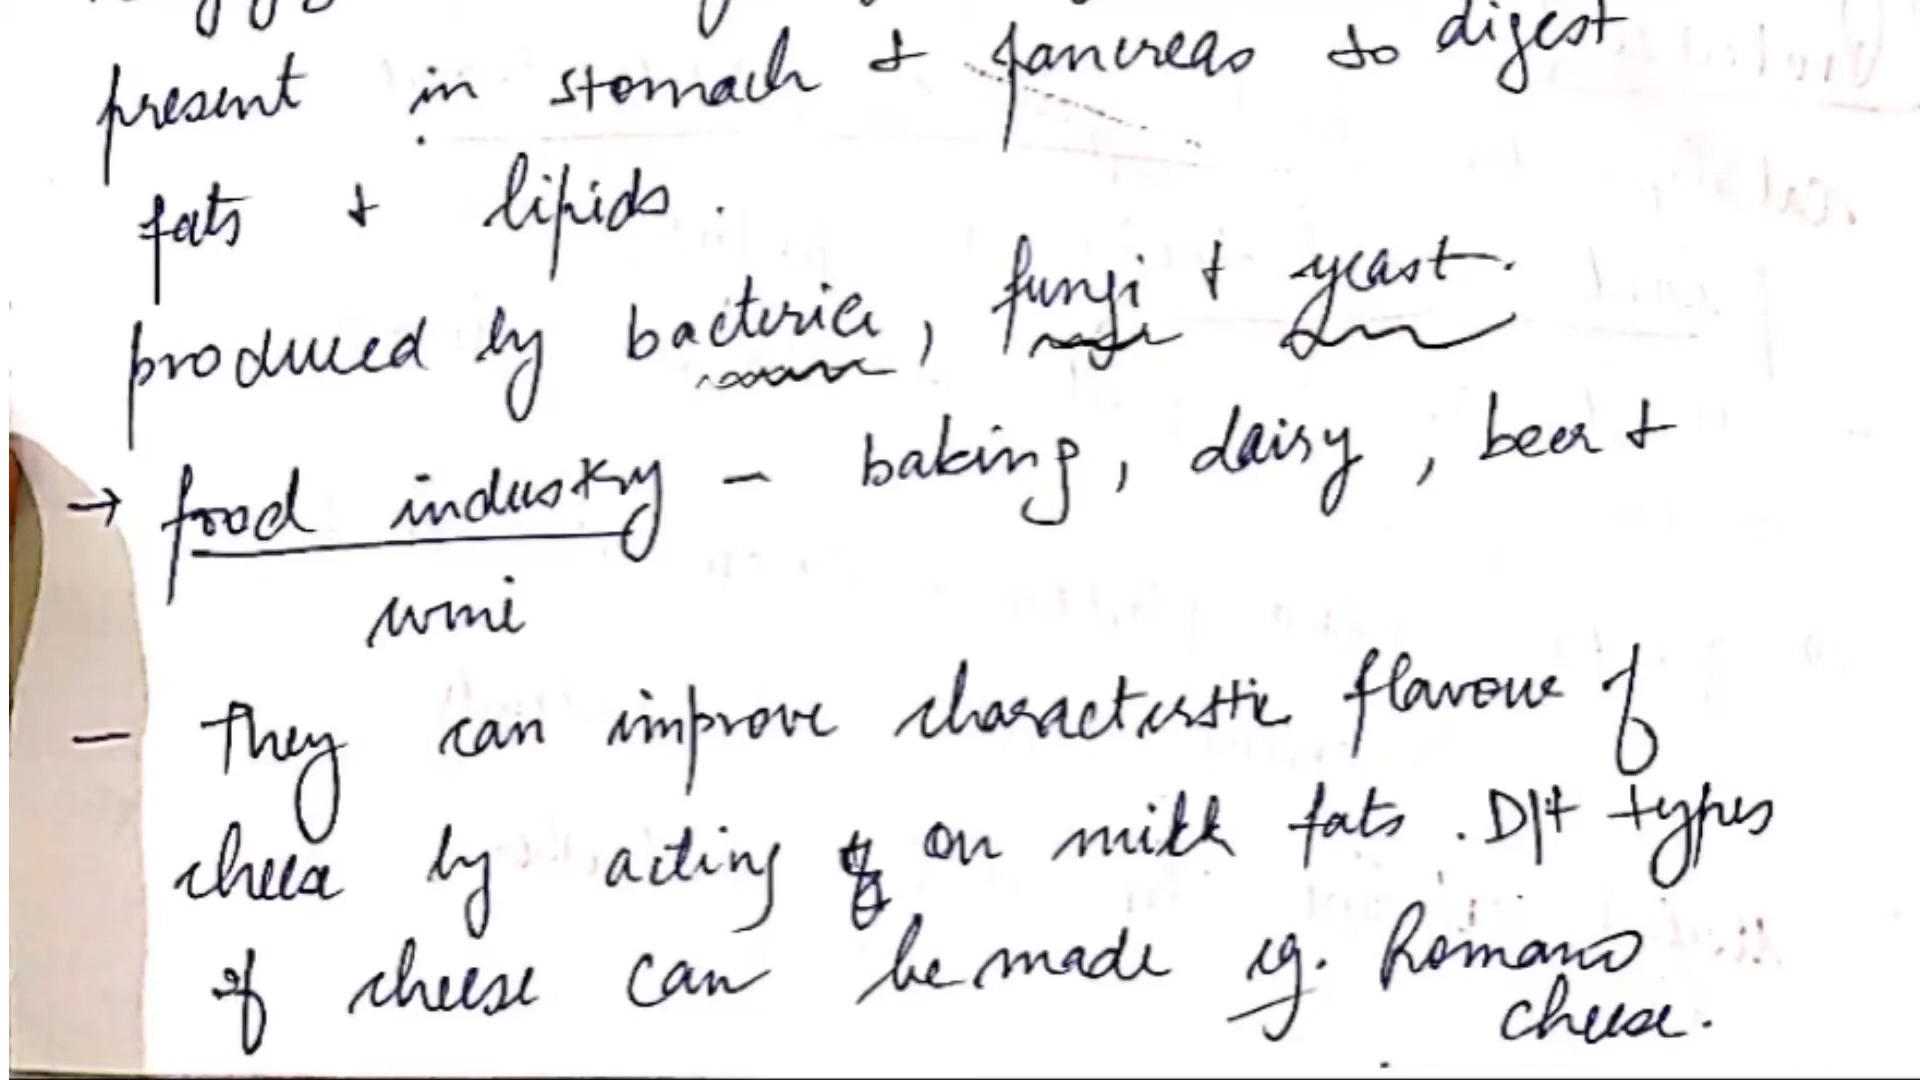 present in stomach & pancreas to digest
fats & lipids.
produced by bacteria, fungi & yeast.
→ food industry - baking, dairy, beer &
wine
- They can improve characterstic flavour of
cheese by acting on milk fats. D/t types
of cheese can be made eg. Romano
cheese.